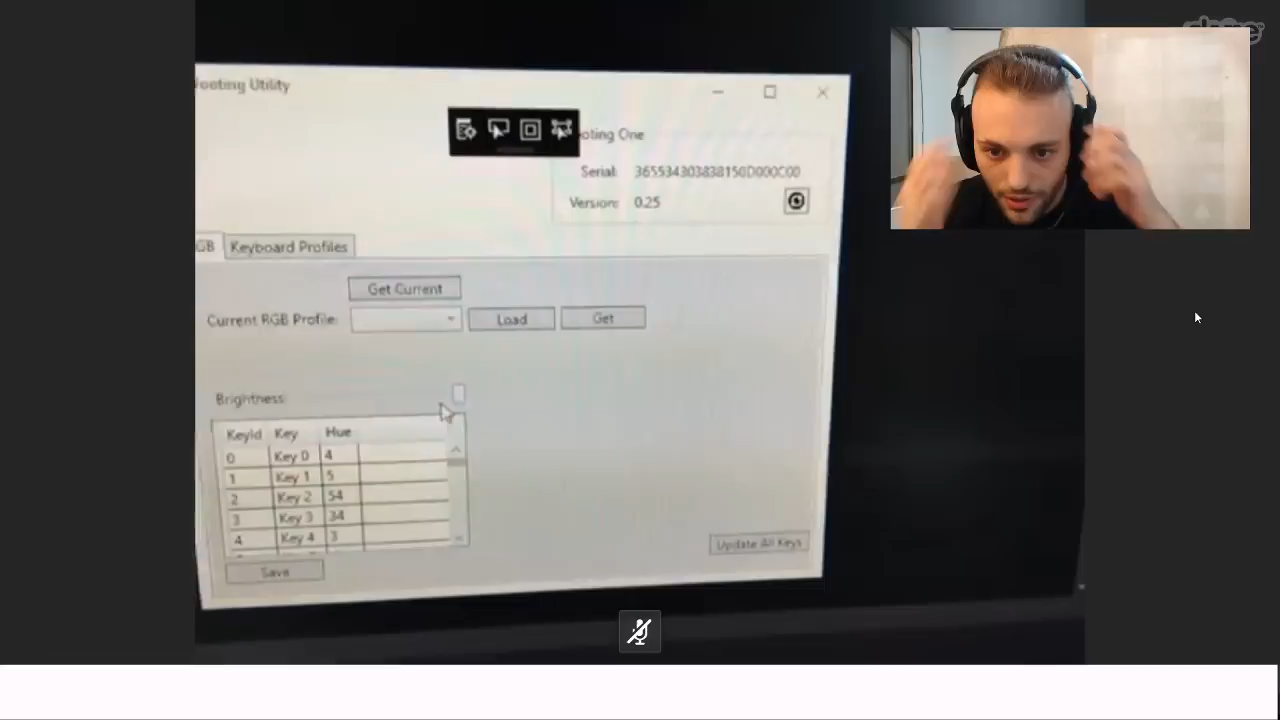 skype
Wooting Utility
ooting One
Serial: 365534303838150D000C00
Version: 0.25
GB
Keyboard Profiles
Get Current
Current RGB Profile:
Load
Get
Brightness:
KeyId Key Hue
0 Key 0 4
1 Key 1 5
2 Key 2 54
3 Key 3 34
4 Key 4 3
Save
Update All Keys